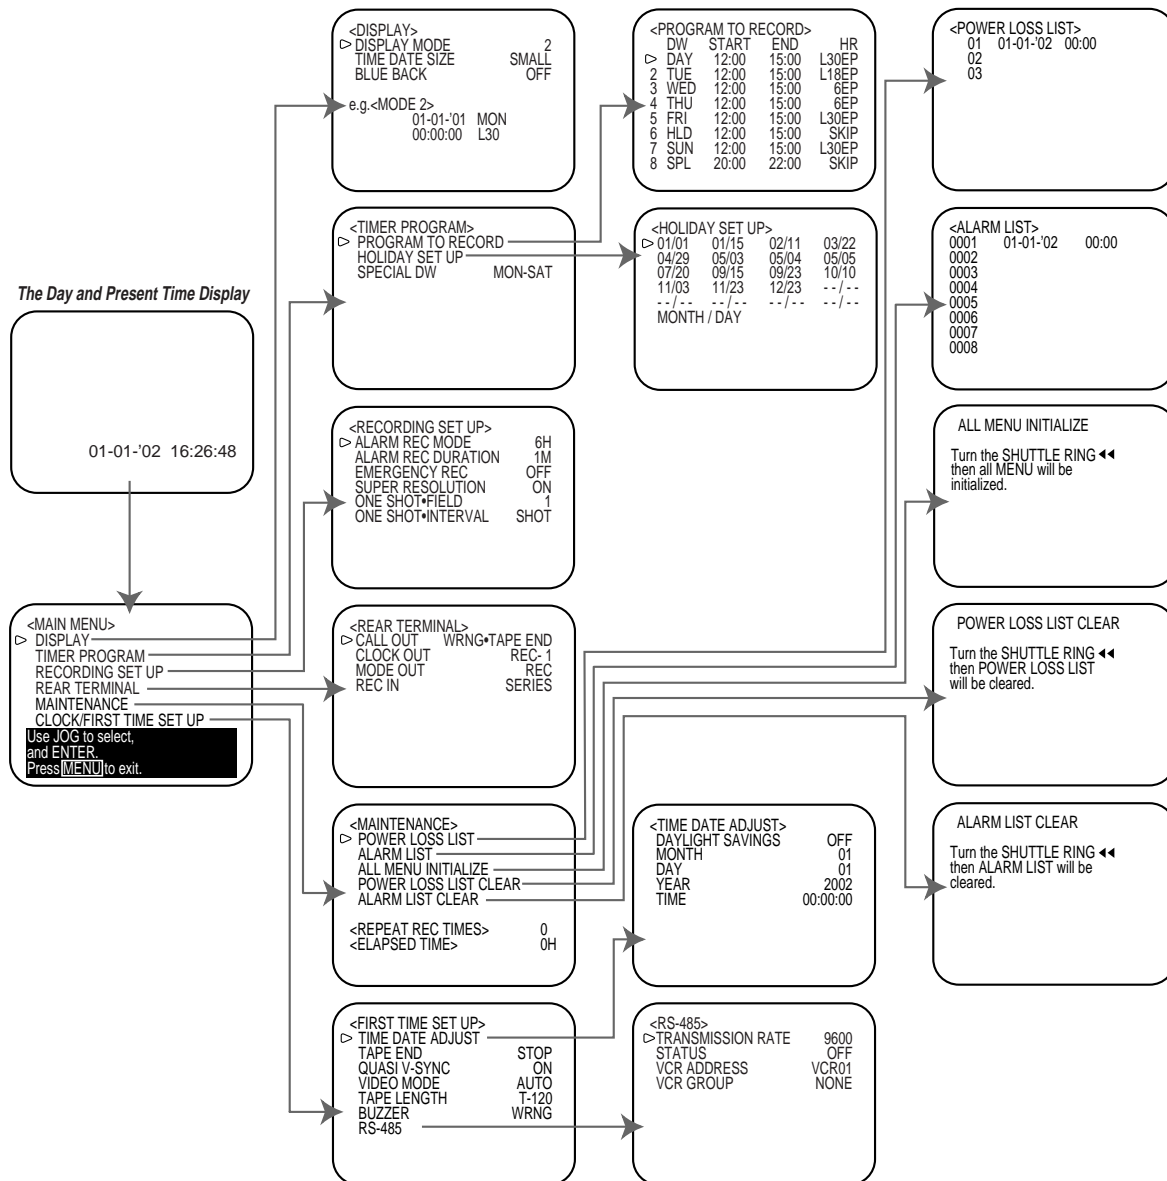 The Day and Present Time Display
01-01-'02 16:26:48
<MAIN MENU>
DISPLAY
TIMER PROGRAM
RECORDING SET UP
REAR TERMINAL
MAINTENANCE
CLOCK/FIRST TIME SET UP
Use JOG to select,
and ENTER.
Press MENU to exit.
<DISPLAY>
DISPLAY MODE 2
TIME DATE SIZE SMALL
BLUE BACK OFF
e.g.<MODE 2>
01-01-'01 MON
00:00:00 L30
<TIMER PROGRAM>
PROGRAM TO RECORD
HOLIDAY SET UP
SPECIAL DW MON-SAT
<RECORDING SET UP>
ALARM REC MODE 6H
ALARM REC DURATION 1M
EMERGENCY REC OFF
SUPER RESOLUTION ON
ONE SHOT•FIELD 1
ONE SHOT•INTERVAL SHOT
<REAR TERMINAL>
CALL OUT WRNG•TAPE END
CLOCK OUT REC- 1
MODE OUT REC
REC IN SERIES
<MAINTENANCE>
POWER LOSS LIST
ALARM LIST
ALL MENU INITIALIZE
POWER LOSS LIST CLEAR
ALARM LIST CLEAR
<REPEAT REC TIMES> 0
<ELAPSED TIME> 0H
<FIRST TIME SET UP>
TIME DATE ADJUST
TAPE END STOP
QUASI V-SYNC ON
VIDEO MODE AUTO
TAPE LENGTH T-120
BUZZER WRNG
RS-485
<PROGRAM TO RECORD>
DW START END HR
DAY 12:00 15:00 L30EP
2 TUE 12:00 15:00 L18EP
3 WED 12:00 15:00 6EP
4 THU 12:00 15:00 6EP
5 FRI 12:00 15:00 L30EP
6 HLD 12:00 15:00 SKIP
7 SUN 12:00 15:00 L30EP
8 SPL 20:00 22:00 SKIP
<HOLIDAY SET UP>
01/01 01/15 02/11 03/22
04/29 05/03 05/04 05/05
07/20 09/15 09/23 10/10
11/03 11/23 12/23 - - / - -
- - / - - - - / - - - - / - - - - / - -
MONTH / DAY
<TIME DATE ADJUST>
DAYLIGHT SAVINGS OFF
MONTH 01
DAY 01
YEAR 2002
TIME 00:00:00
<RS-485>
TRANSMISSION RATE 9600
STATUS OFF
VCR ADDRESS VCR01
VCR GROUP NONE
<POWER LOSS LIST>
01 01-01-'02 00:00
02
03
<ALARM LIST>
0001 01-01-'02 00:00
0002
0003
0004
0005
0006
0007
0008
ALL MENU INITIALIZE
Turn the SHUTTLE RING ◀◀
then all MENU will be
initialized.
POWER LOSS LIST CLEAR
Turn the SHUTTLE RING ◀◀
then POWER LOSS LIST
will be cleared.
ALARM LIST CLEAR
Turn the SHUTTLE RING ◀◀
then ALARM LIST will be
cleared.